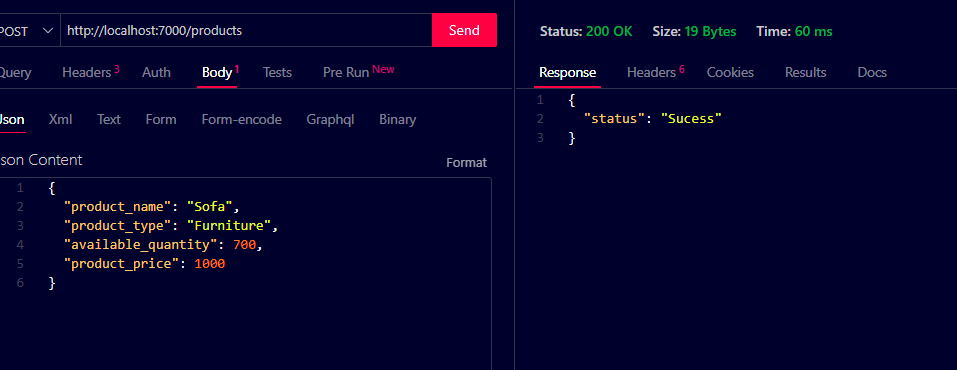 POST http://localhost:7000/products Send
Query Headers 3 Auth Body 1 Tests Pre Run New
Json Xml Text Form Form-encode Graphql Binary
son Content Format
1 {
2 "product_name": "Sofa",
3 "product_type": "Furniture",
4 "available_quantity": 700,
5 "product_price": 1000
6 }
Status: 200 OK Size: 19 Bytes Time: 60 ms
Response Headers 6 Cookies Results Docs
1 {
2 "status": "Sucess"
3 }